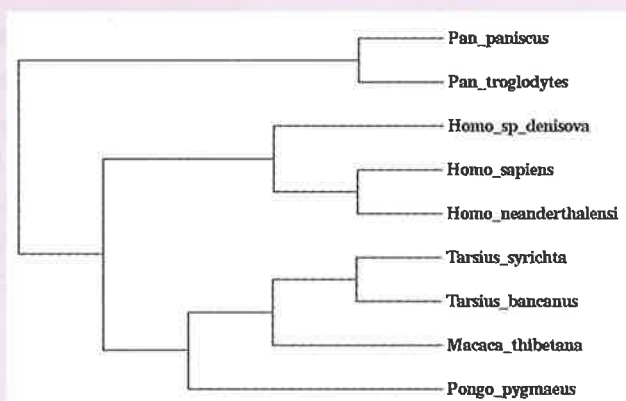 Pan_paniscus
Pan_troglodytes
Homo_sp_denisova
Homo_sapiens
Homo_neanderthalensi
Tarsius_syrichta
Tarsius_bancanus
Macaca_thibetana
Pongo_pygmaeus